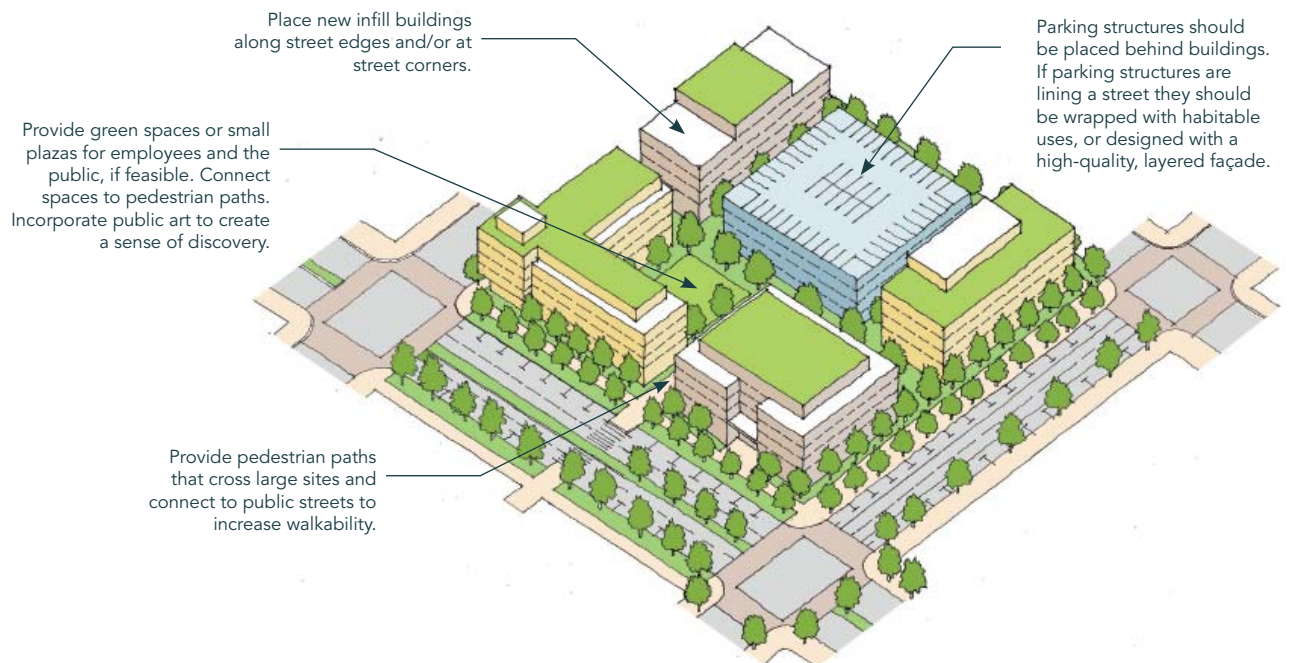 Place new infill buildings
along street edges and/or at
street corners.
Parking structures should
be placed behind buildings.
If parking structures are
lining a street they should
be wrapped with habitable
uses, or designed with a
high-quality, layered façade.
Provide green spaces or small
plazas for employees and the
public, if feasible. Connect
spaces to pedestrian paths.
Incorporate public art to create
a sense of discovery.
Provide pedestrian paths
that cross large sites and
connect to public streets to
increase walkability.